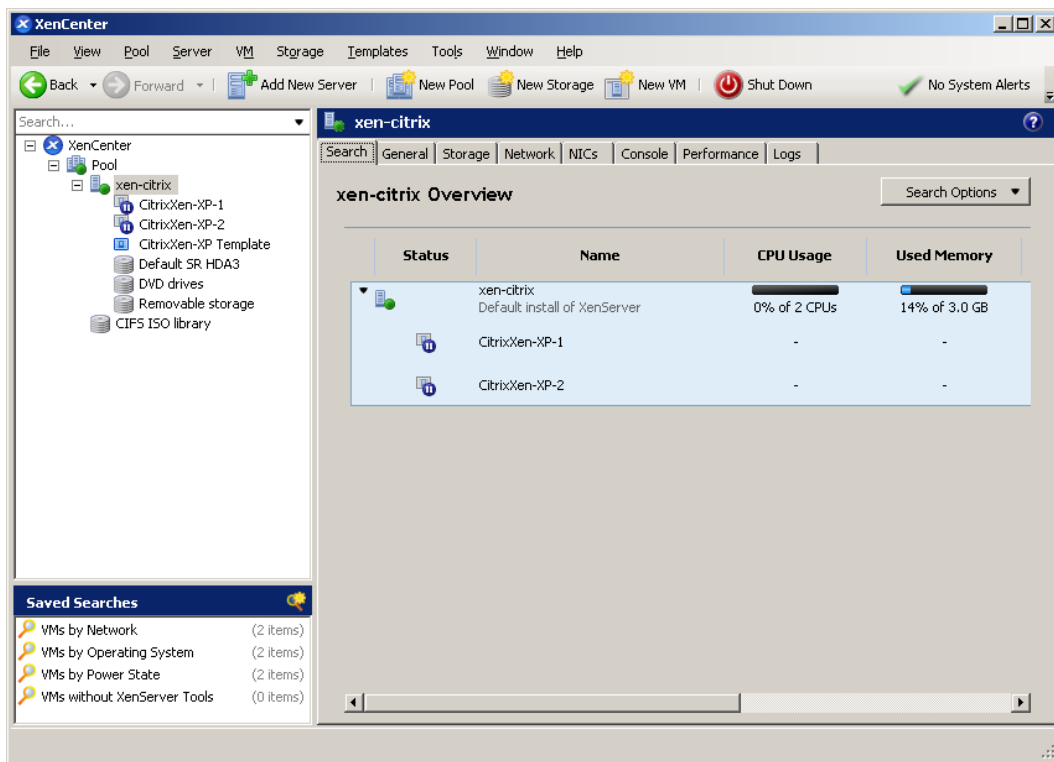 XenCenter
File View Pool Server VM Storage Templates Tools Window Help
Back Forward Add New Server New Pool New Storage New VM Shut Down No System Alerts
Search...
xen-citrix
XenCenter
Search General Storage Network NICs Console Performance Logs
Pool
xen-citrix
CitrixXen-XP-1
CitrixXen-XP-2
CitrixXen-XP Template
Default SR HDA3
DVD drives
Removable storage
CIFS ISO library
xen-citrix Overview
Search Options
Status Name CPU Usage Used Memory
xen-citrix
Default install of XenServer
0% of 2 CPUs 14% of 3.0 GB
CitrixXen-XP-1 - -
CitrixXen-XP-2 - -
Saved Searches
VMs by Network (2 items)
VMs by Operating System (2 items)
VMs by Power State (2 items)
VMs without XenServer Tools (0 items)